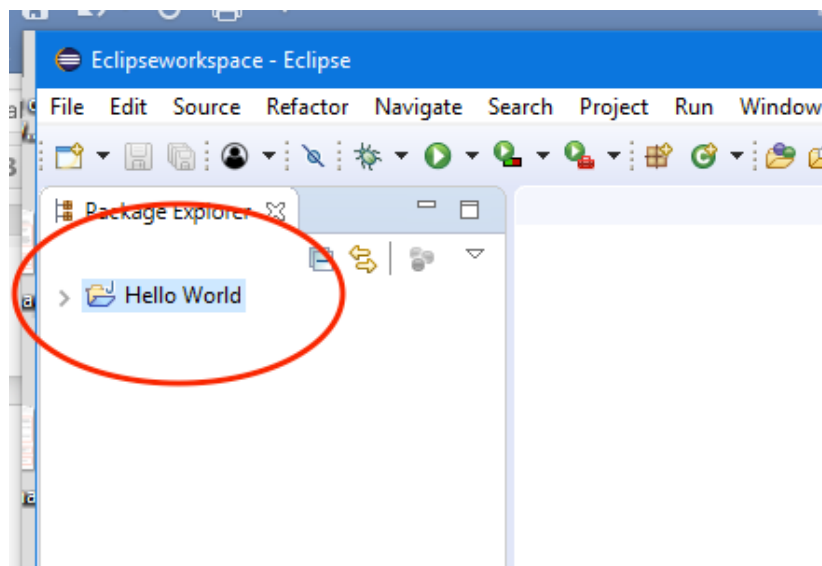 Eclipseworkspace - Eclipse
File Edit Source Refactor Navigate Search Project Run Window
Package Explorer
Hello World